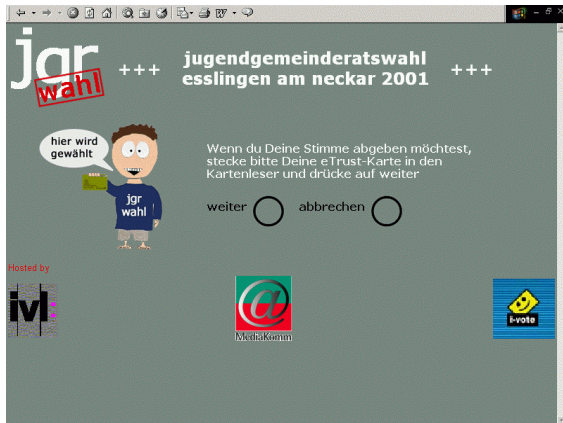 jgr
wahl
+++ jugendgemeinderatswahl +++
esslingen am neckar 2001
hier wird
gewählt
jgr
wahl
Wenn du Deine Stimme abgeben möchtest,
stecke bitte Deine eTrust-Karte in den
Kartenleser und drücke auf weiter
weiter abbrechen
Hosted by
ivl:
@
MediaKomm
i-vote